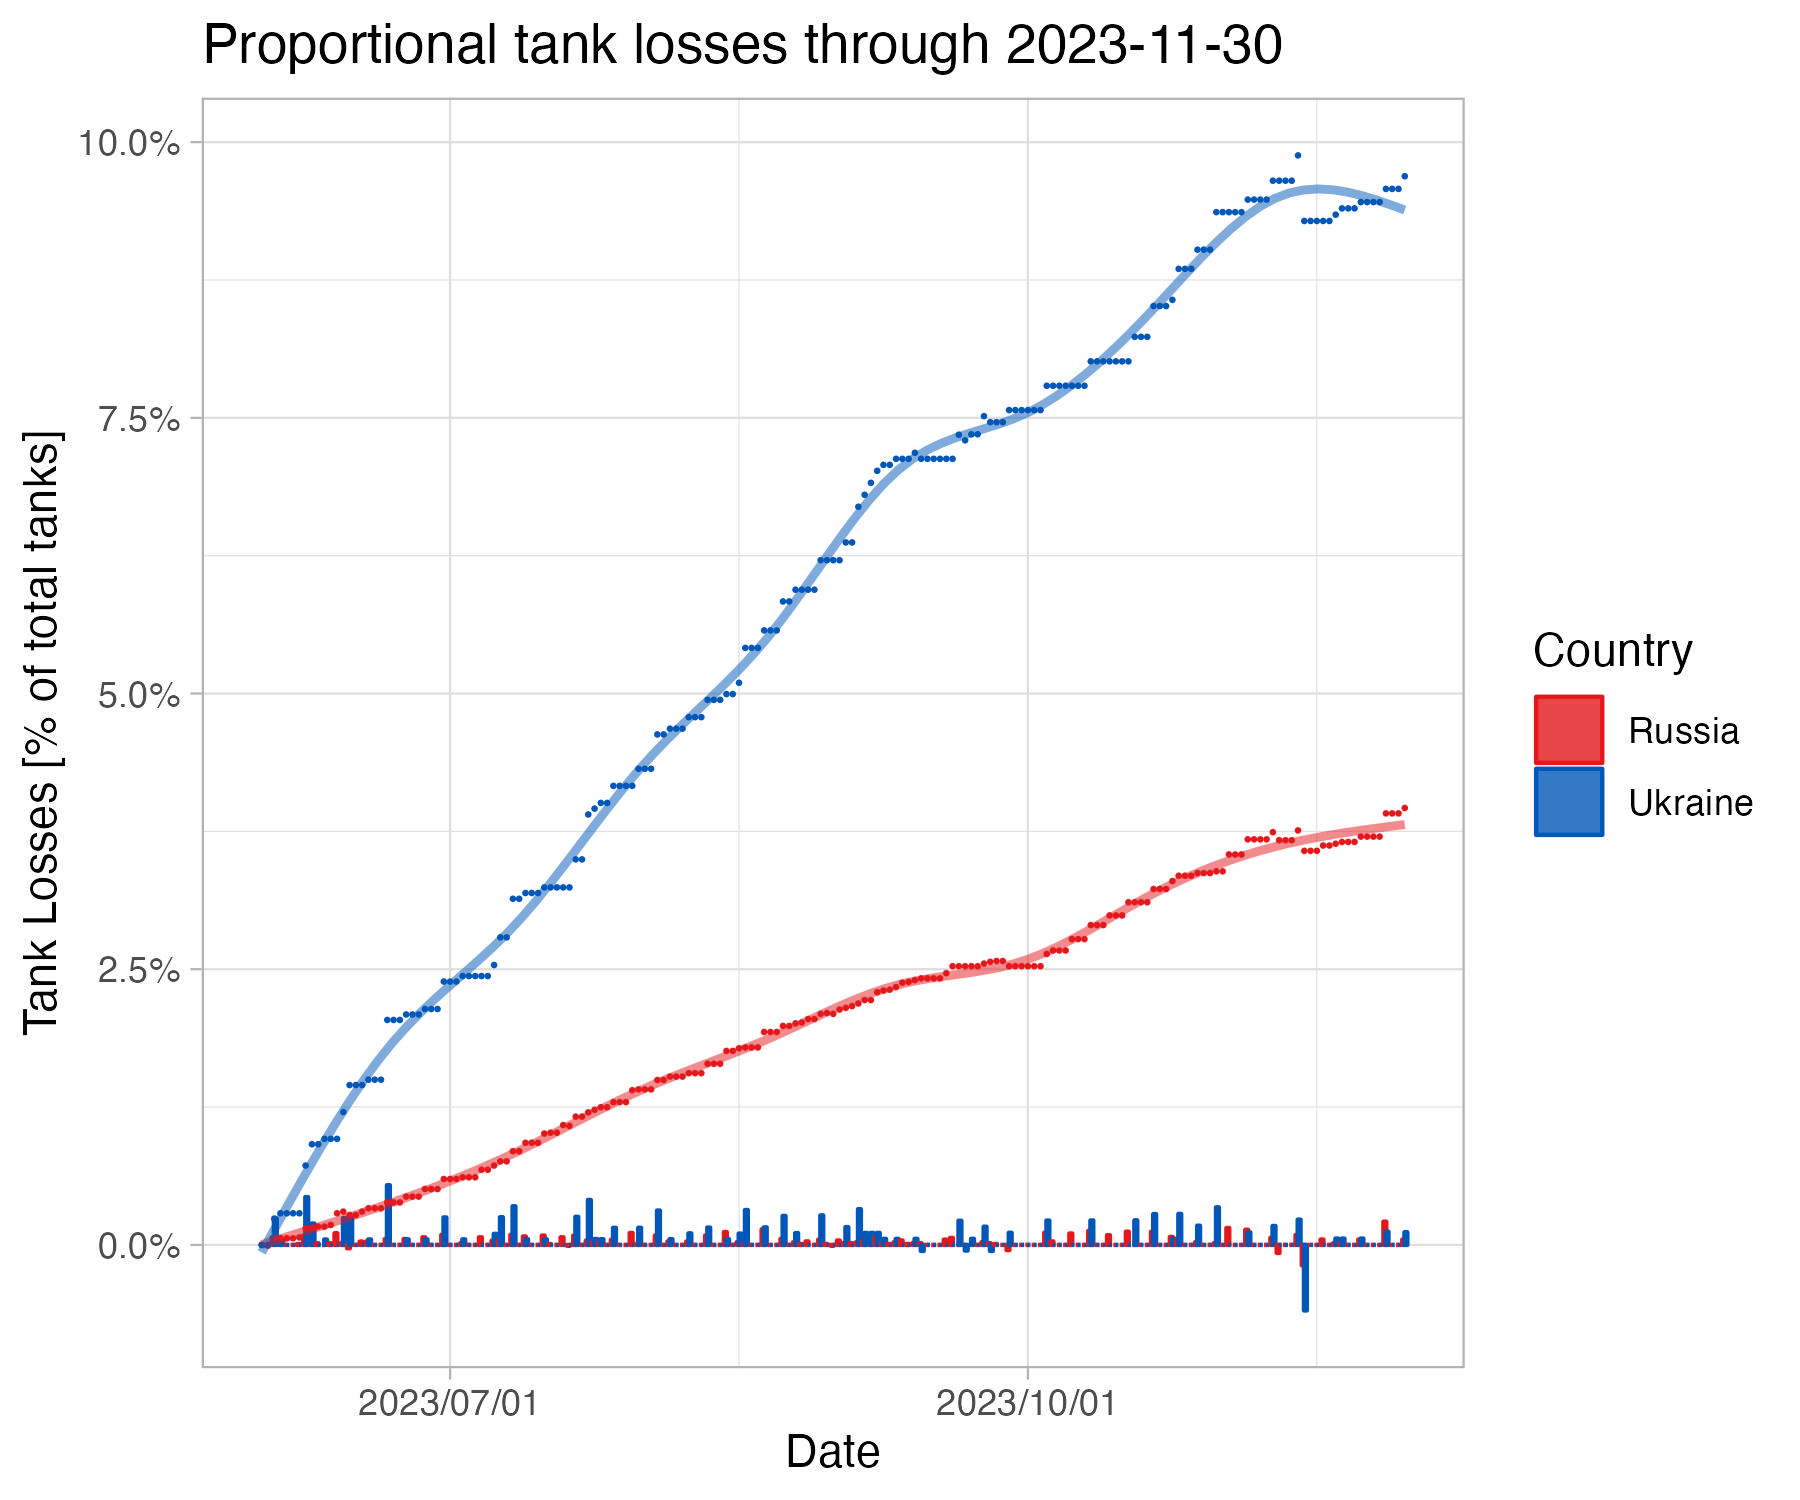 Proportional tank losses through 2023-11-30
Tank Losses [% of total tanks]
10.0%
7.5%
5.0%
2.5%
0.0%
2023/07/01
2023/10/01
Date
Country
Russia
Ukraine